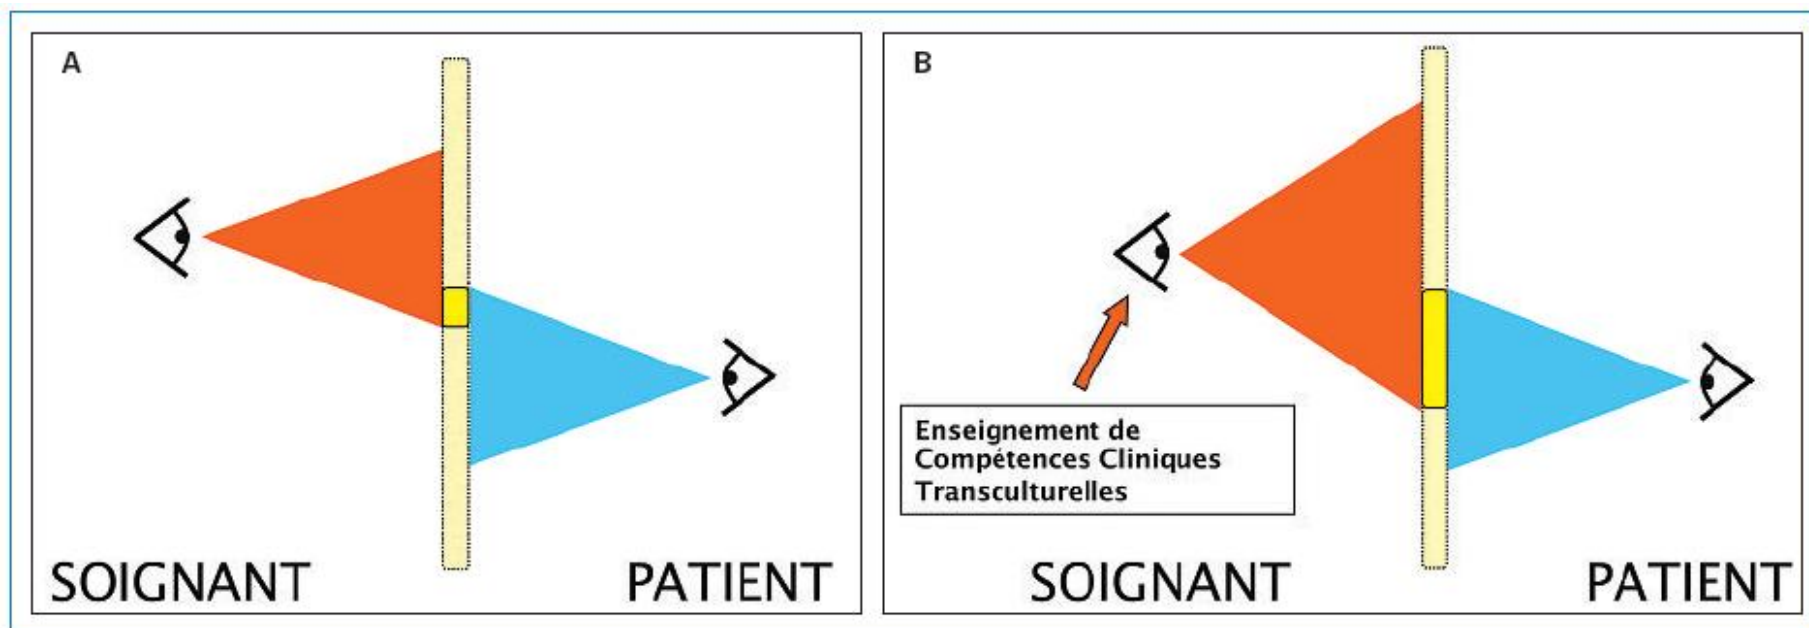 A
SOIGNANT
PATIENT
B
Enseignement de
Compétences Cliniques
Transculturelles
SOIGNANT
PATIENT